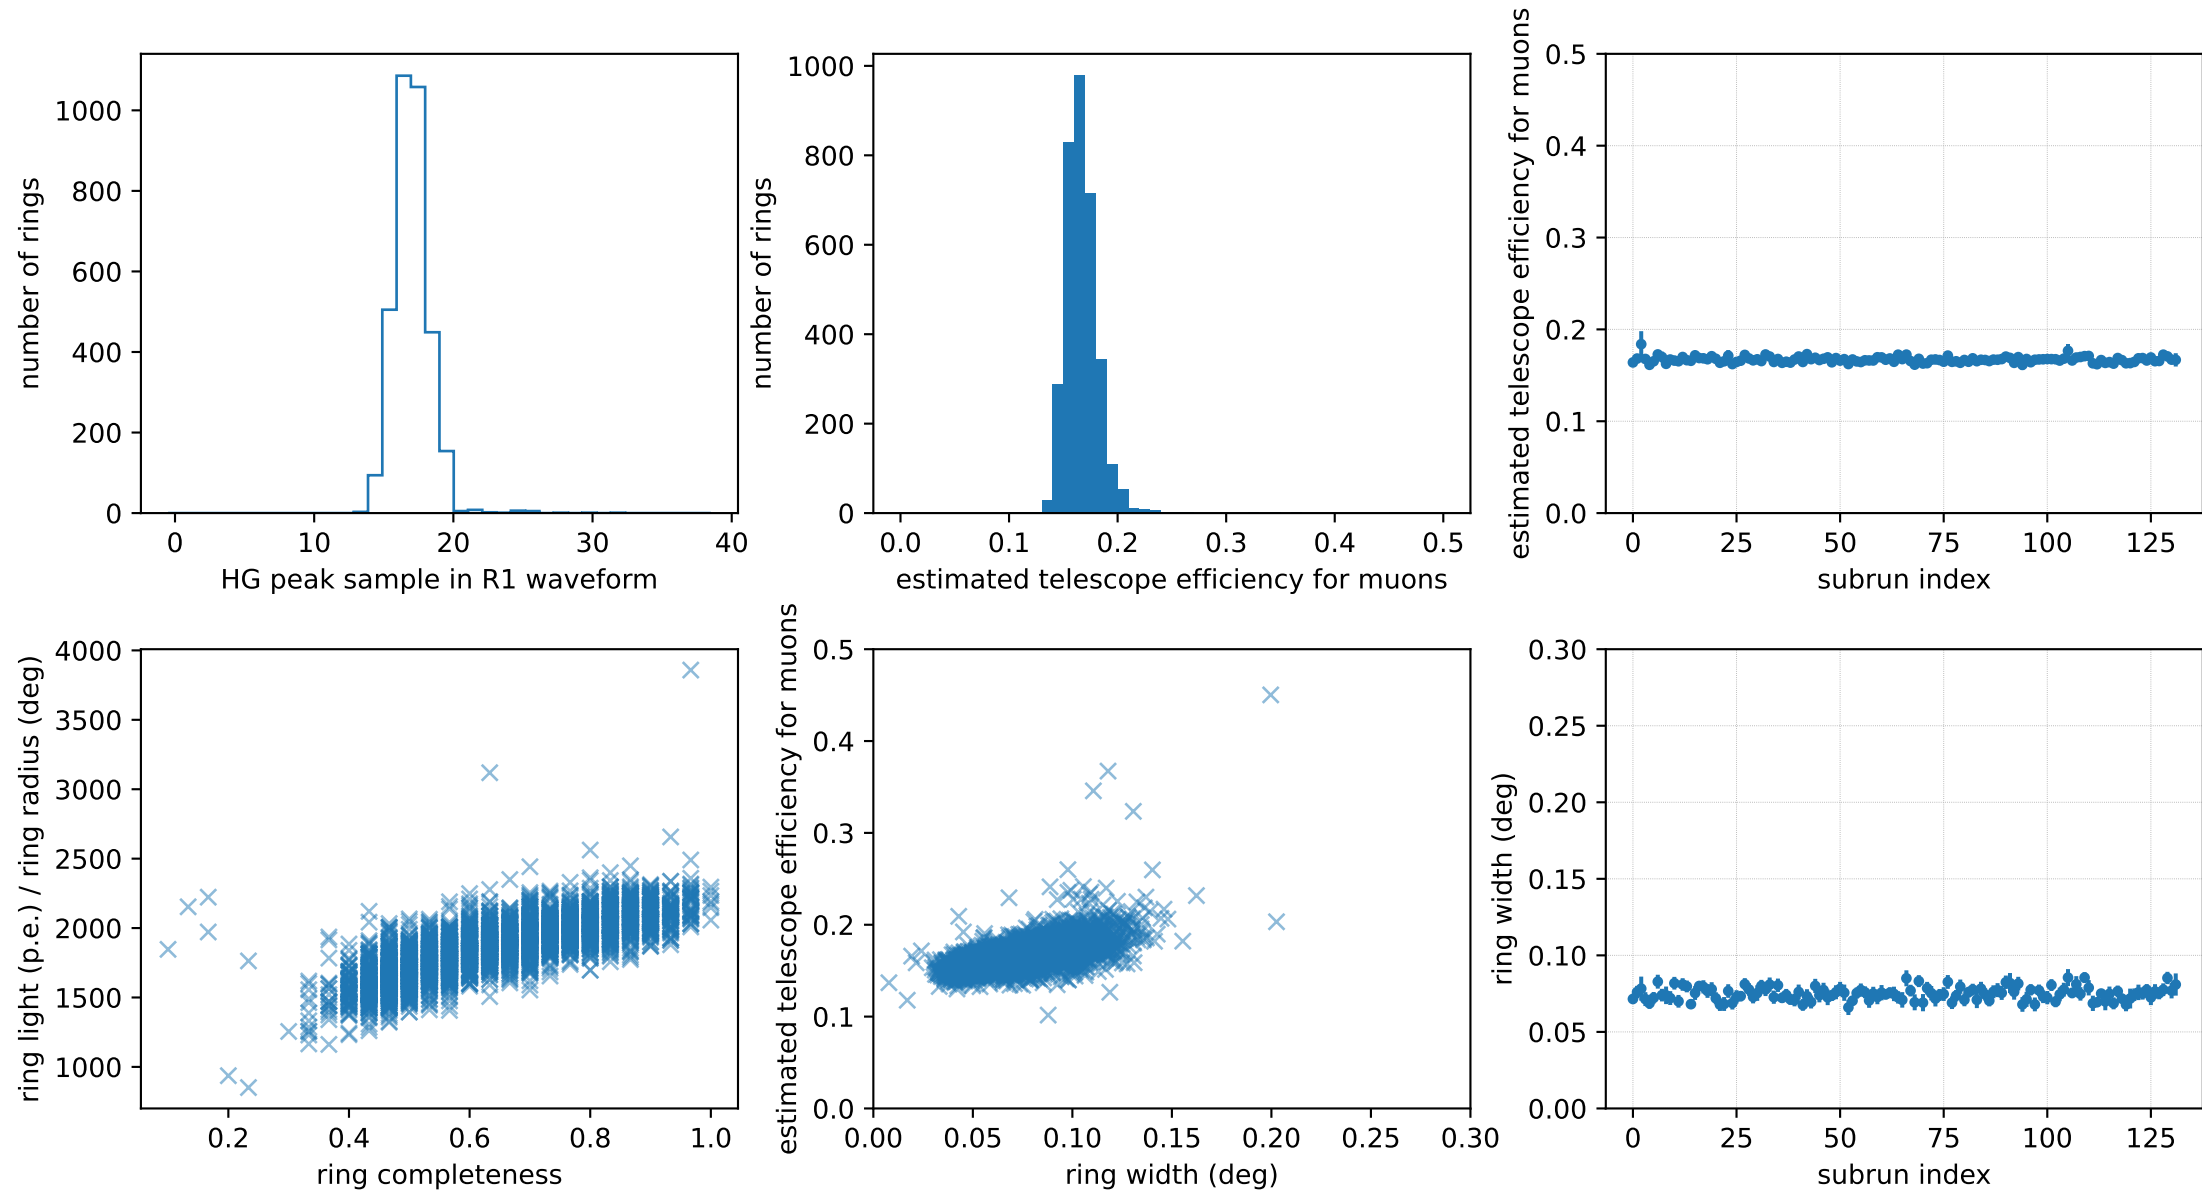 number of rings
1000
800
600
400
200
0
0 10 20 30 40
HG peak sample in R1 waveform
number of rings
1000
800
600
400
200
0
0.0 0.1 0.2 0.3 0.4 0.5
estimated telescope efficiency for muons
estimated telescope efficiency for muons
0.5
0.4
0.3
0.2
0.1
0.0
0 25 50 75 100 125
subrun index
ring light (p.e.) / ring radius (deg)
4000
3500
3000
2500
2000
1500
1000
0.2 0.4 0.6 0.8 1.0
ring completeness
estimated telescope efficiency for muons
0.5
0.4
0.3
0.2
0.1
0.0
0.00 0.05 0.10 0.15 0.20 0.25 0.30
ring width (deg)
ring width (deg)
0.30
0.25
0.20
0.15
0.10
0.05
0.00
0 25 50 75 100 125
subrun index